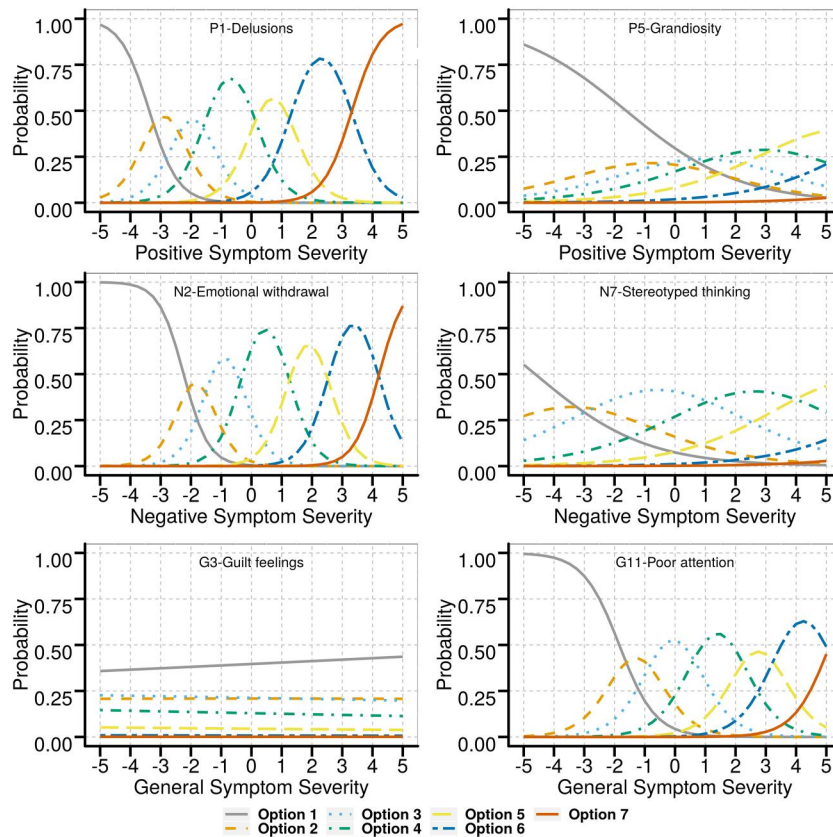 P1-Delusions
1.00
0.75
0.50
0.25
0.00
Probability
-5 -4 -3 -2 -1 0 1 2 3 4 5
Positive Symptom Severity
P5-Grandiosity
1.00
0.75
0.50
0.25
0.00
Probability
-5 -4 -3 -2 -1 0 1 2 3 4 5
Positive Symptom Severity
N2-Emotional withdrawal
1.00
0.75
0.50
0.25
0.00
Probability
-5 -4 -3 -2 -1 0 1 2 3 4 5
Negative Symptom Severity
N7-Stereotyped thinking
1.00
0.75
0.50
0.25
0.00
Probability
-5 -4 -3 -2 -1 0 1 2 3 4 5
Negative Symptom Severity
G3-Guilt feelings
1.00
0.75
0.50
0.25
0.00
Probability
-5 -4 -3 -2 -1 0 1 2 3 4 5
General Symptom Severity
G11-Poor attention
1.00
0.75
0.50
0.25
0.00
Probability
-5 -4 -3 -2 -1 0 1 2 3 4 5
General Symptom Severity
Option 1 Option 3 Option 5 Option 7
Option 2 Option 4 Option 6